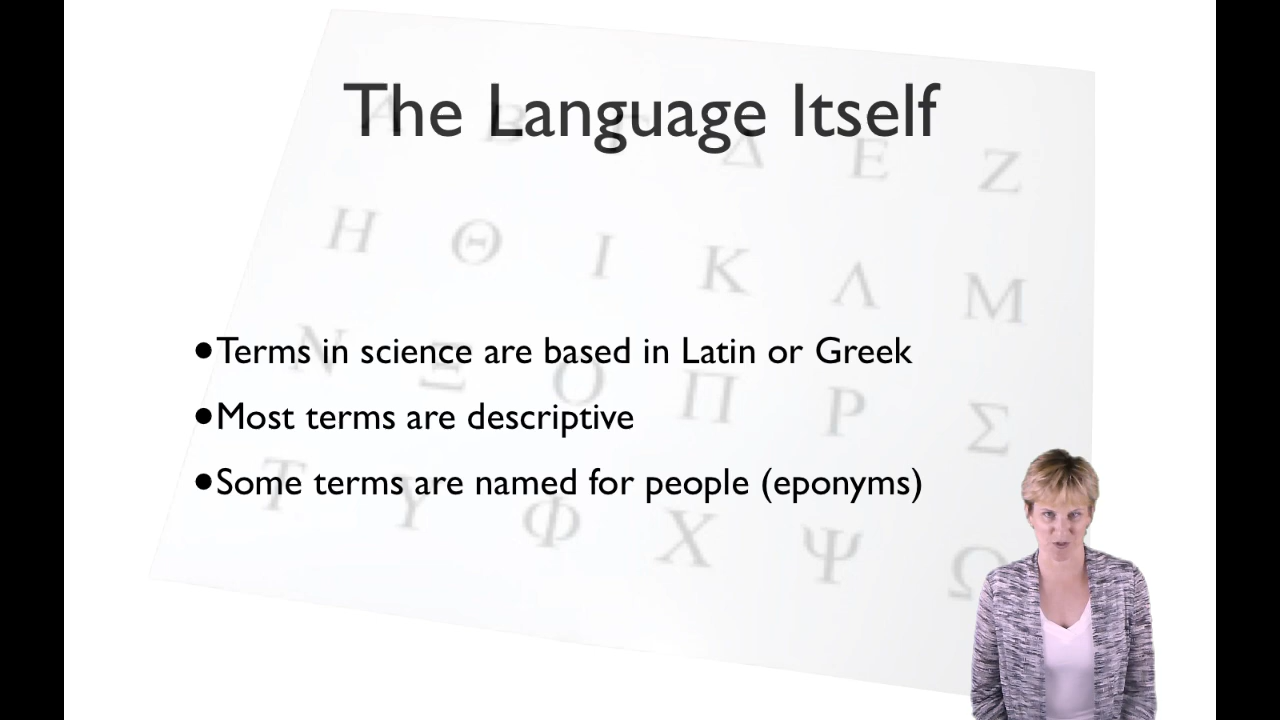 The Language Itself
Α Β Γ Δ Ε Ζ
Η Θ Ι Κ Λ Μ
•Terms in science are based in Latin or Greek
Ν Ξ Ο Π Ρ Σ
•Most terms are descriptive
•Some terms are named for people (eponyms)
Τ Υ Φ Χ Ψ Ω